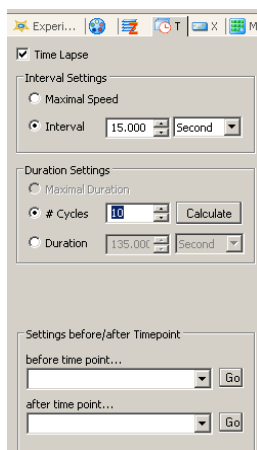 Experi... T X M
Time Lapse
Interval Settings
Maximal Speed
Interval 15.000 Second
Duration Settings
Maximal Duration
# Cycles 10 Calculate
Duration 135.00( Second
Settings before/after Timepoint
before time point...
Go
after time point...
Go